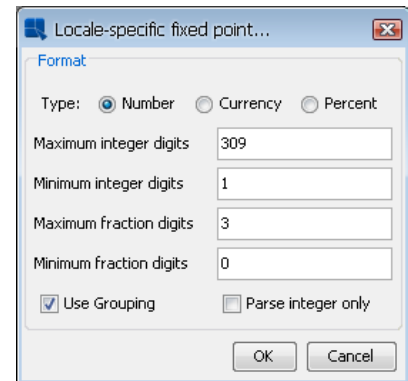 Locale-specific fixed point...
Format
Type: Number Currency Percent
Maximum integer digits 309
Minimum integer digits 1
Maximum fraction digits 3
Minimum fraction digits 0
Use Grouping Parse integer only
OK Cancel